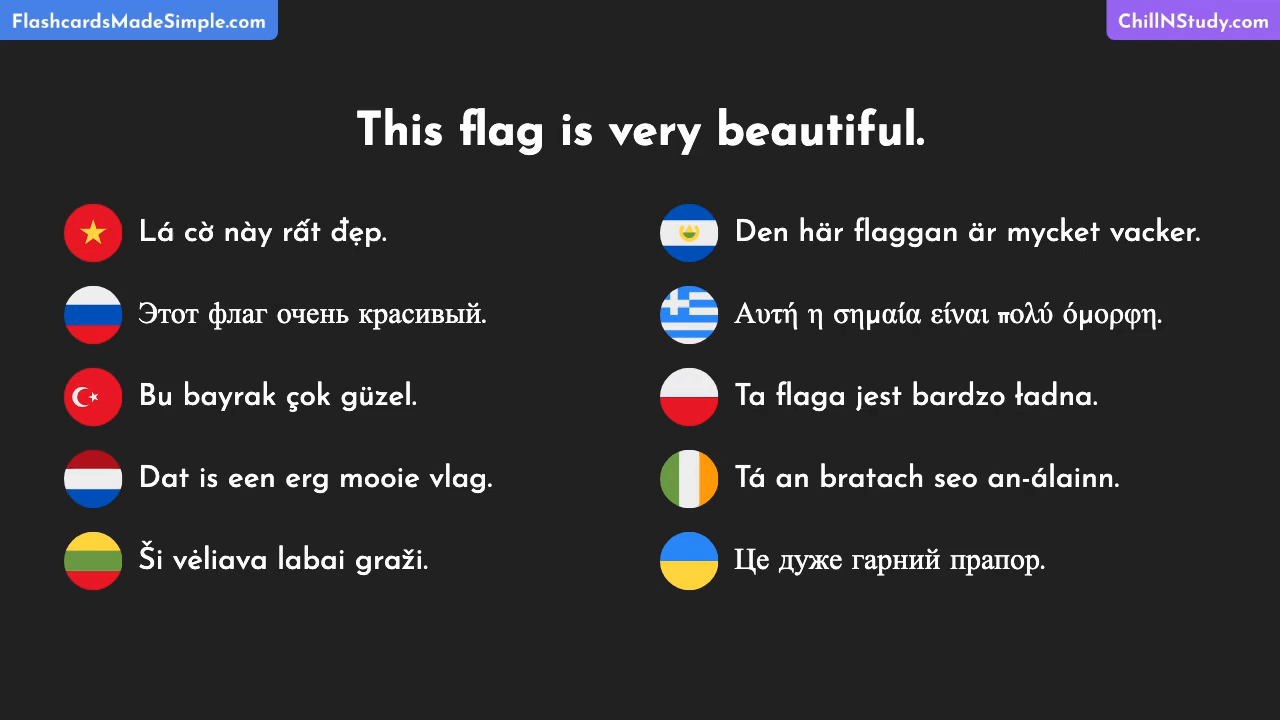 FlashcardsMadeSimple.com
ChillNStudy.com
This flag is very beautiful.
Lá cờ này rất đẹp.
Этот флаг очень красивый.
Bu bayrak çok güzel.
Dat is een erg mooie vlag.
Ši vėliava labai graži.
Den här flaggan är mycket vacker.
Αυτή η σημαία είναι πολύ όμορφη.
Ta flaga jest bardzo ładna.
Tá an bratach seo an-álainn.
Це дуже гарний прапор.